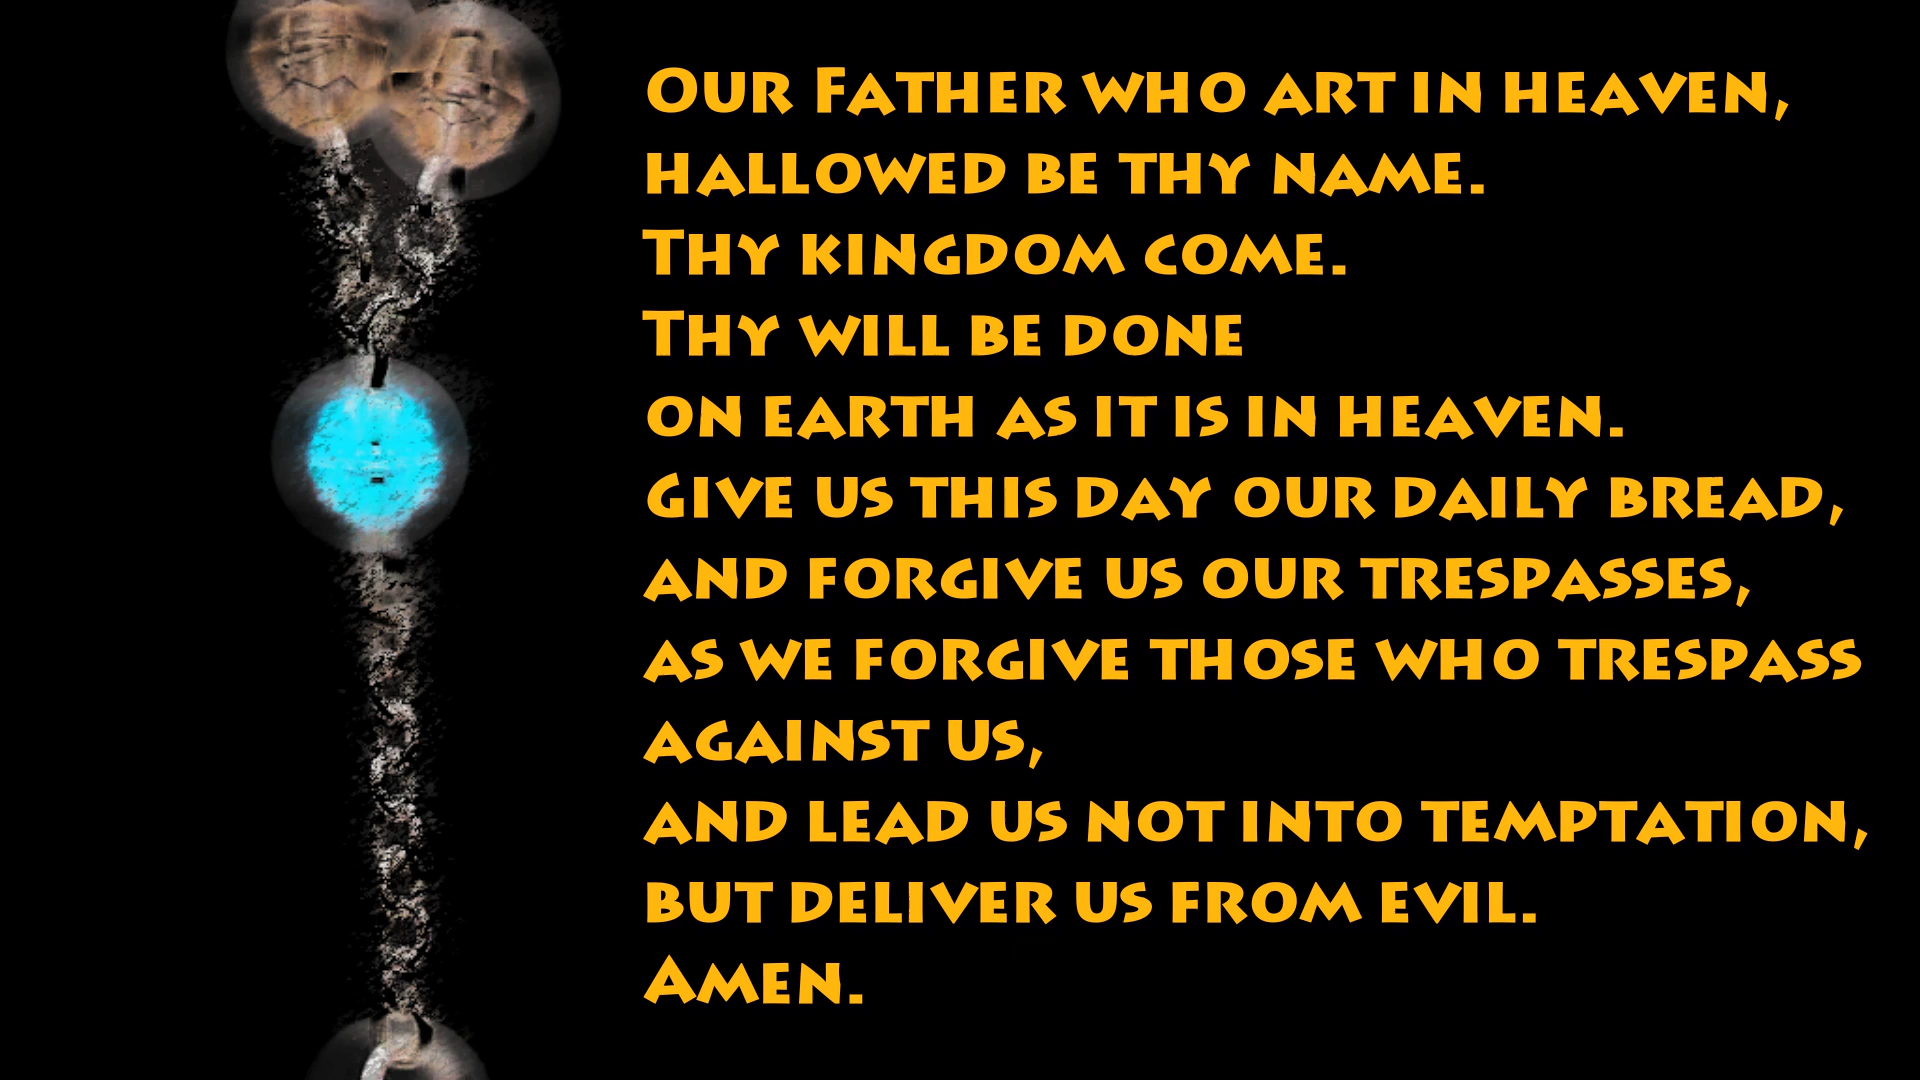 Our Father who art in heaven,
hallowed be thy name.
Thy kingdom come.
Thy will be done
on earth as it is in heaven.
Give us this day our daily bread,
and forgive us our trespasses,
as we forgive those who trespass
against us,
and lead us not into temptation,
but deliver us from evil.
Amen.